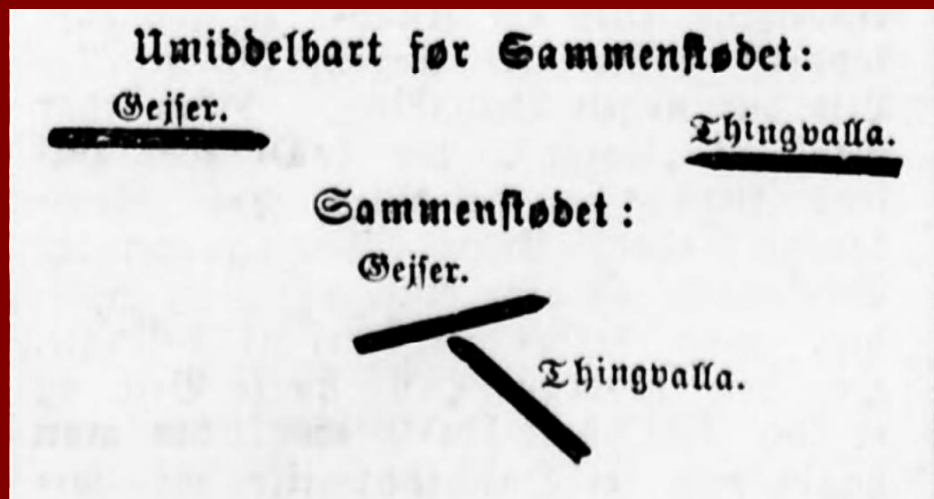 Umiddelbart før Sammenstødet:
Gejser.
Thingvalla.
Sammenstødet:
Gejser.
Thingvalla.